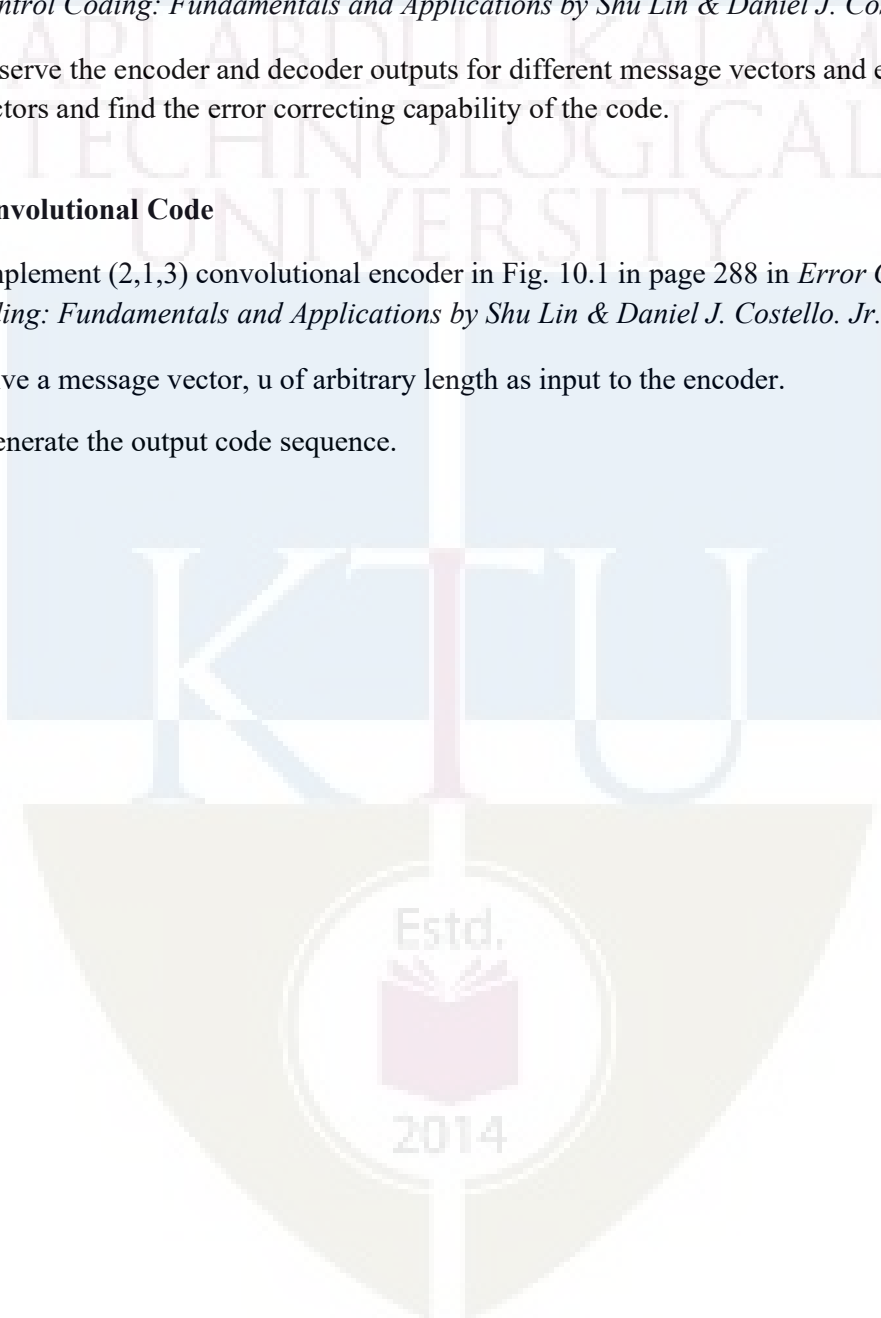 ntrol Coding: Fundamentals and Applications by Shu Lin & Daniel J. Co
serve the encoder and decoder outputs for different message vectors and e
ctors and find the error correcting capability of the code.
nvolutional Code
nplement (2,1,3) convolutional encoder in Fig. 10.1 in page 288 in Error C
ling: Fundamentals and Applications by Shu Lin & Daniel J. Costello. Jr.
ve a message vector, u of arbitrary length as input to the encoder.
enerate the output code sequence.
API ABDUL KALAM
TECHNOLOGICAL
UNIVERSITY
KTU
Estd.
2014